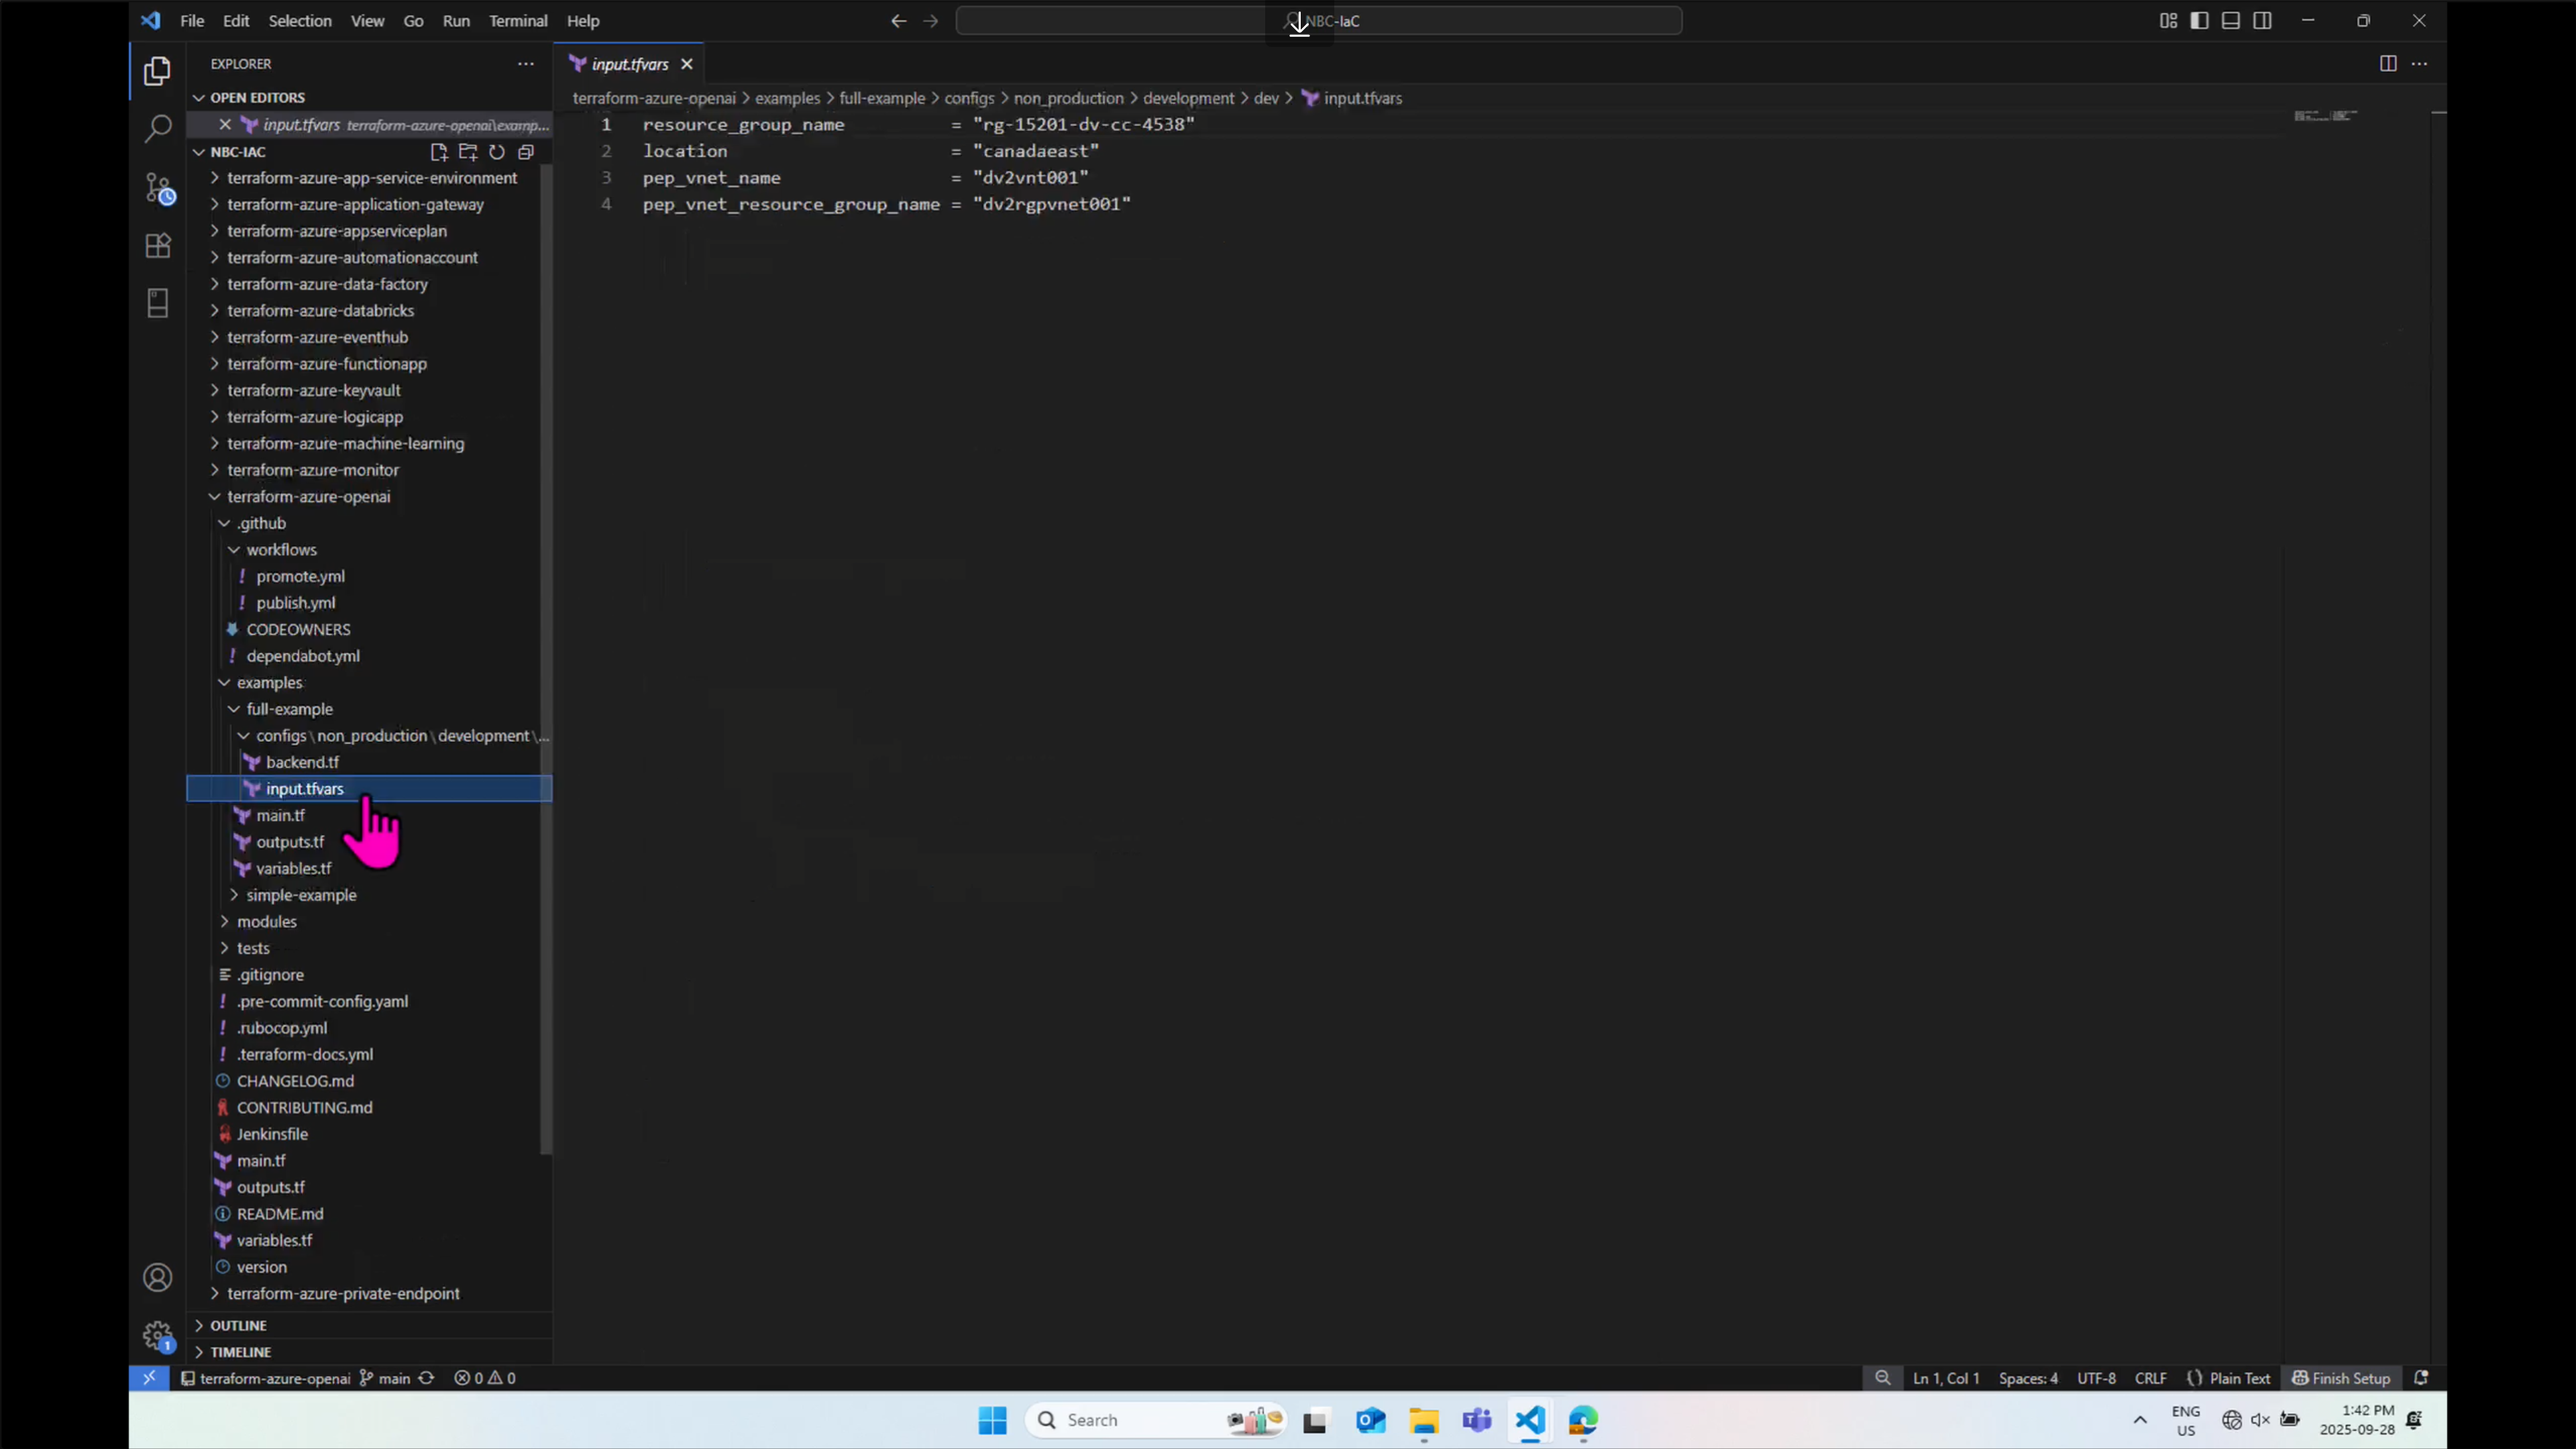 File Edit Selection View Go Run Terminal Help
NBC-IaC
EXPLORER
OPEN EDITORS
input.tfvars terraform-azure-openai\examp...
NBC-IAC
terraform-azure-app-service-environment
terraform-azure-application-gateway
terraform-azure-appserviceplan
terraform-azure-automationaccount
terraform-azure-data-factory
terraform-azure-databricks
terraform-azure-eventhub
terraform-azure-functionapp
terraform-azure-keyvault
terraform-azure-logicapp
terraform-azure-machine-learning
terraform-azure-monitor
terraform-azure-openai
.github
workflows
promote.yml
publish.yml
CODEOWNERS
dependabot.yml
examples
full-example
configs\non_production\development\...
backend.tf
input.tfvars
main.tf
outputs.tf
variables.tf
simple-example
modules
tests
.gitignore
.pre-commit-config.yaml
.rubocop.yml
.terraform-docs.yml
CHANGELOG.md
CONTRIBUTING.md
Jenkinsfile
main.tf
outputs.tf
README.md
variables.tf
version
terraform-azure-private-endpoint
OUTLINE
TIMELINE
input.tfvars
terraform-azure-openai > examples > full-example > configs > non_production > development > dev > input.tfvars
1 resource_group_name = "rg-15201-dv-cc-4538"
2 location = "canadaeast"
3 pep_vnet_name = "dv2vnt001"
4 pep_vnet_resource_group_name = "dv2rgpvnet001"
terraform-azure-openai main 0 0
Ln 1, Col 1 Spaces: 4 UTF-8 CRLF {} Plain Text Finish Setup
1
Search
ENG
US
1:42 PM
2025-09-28